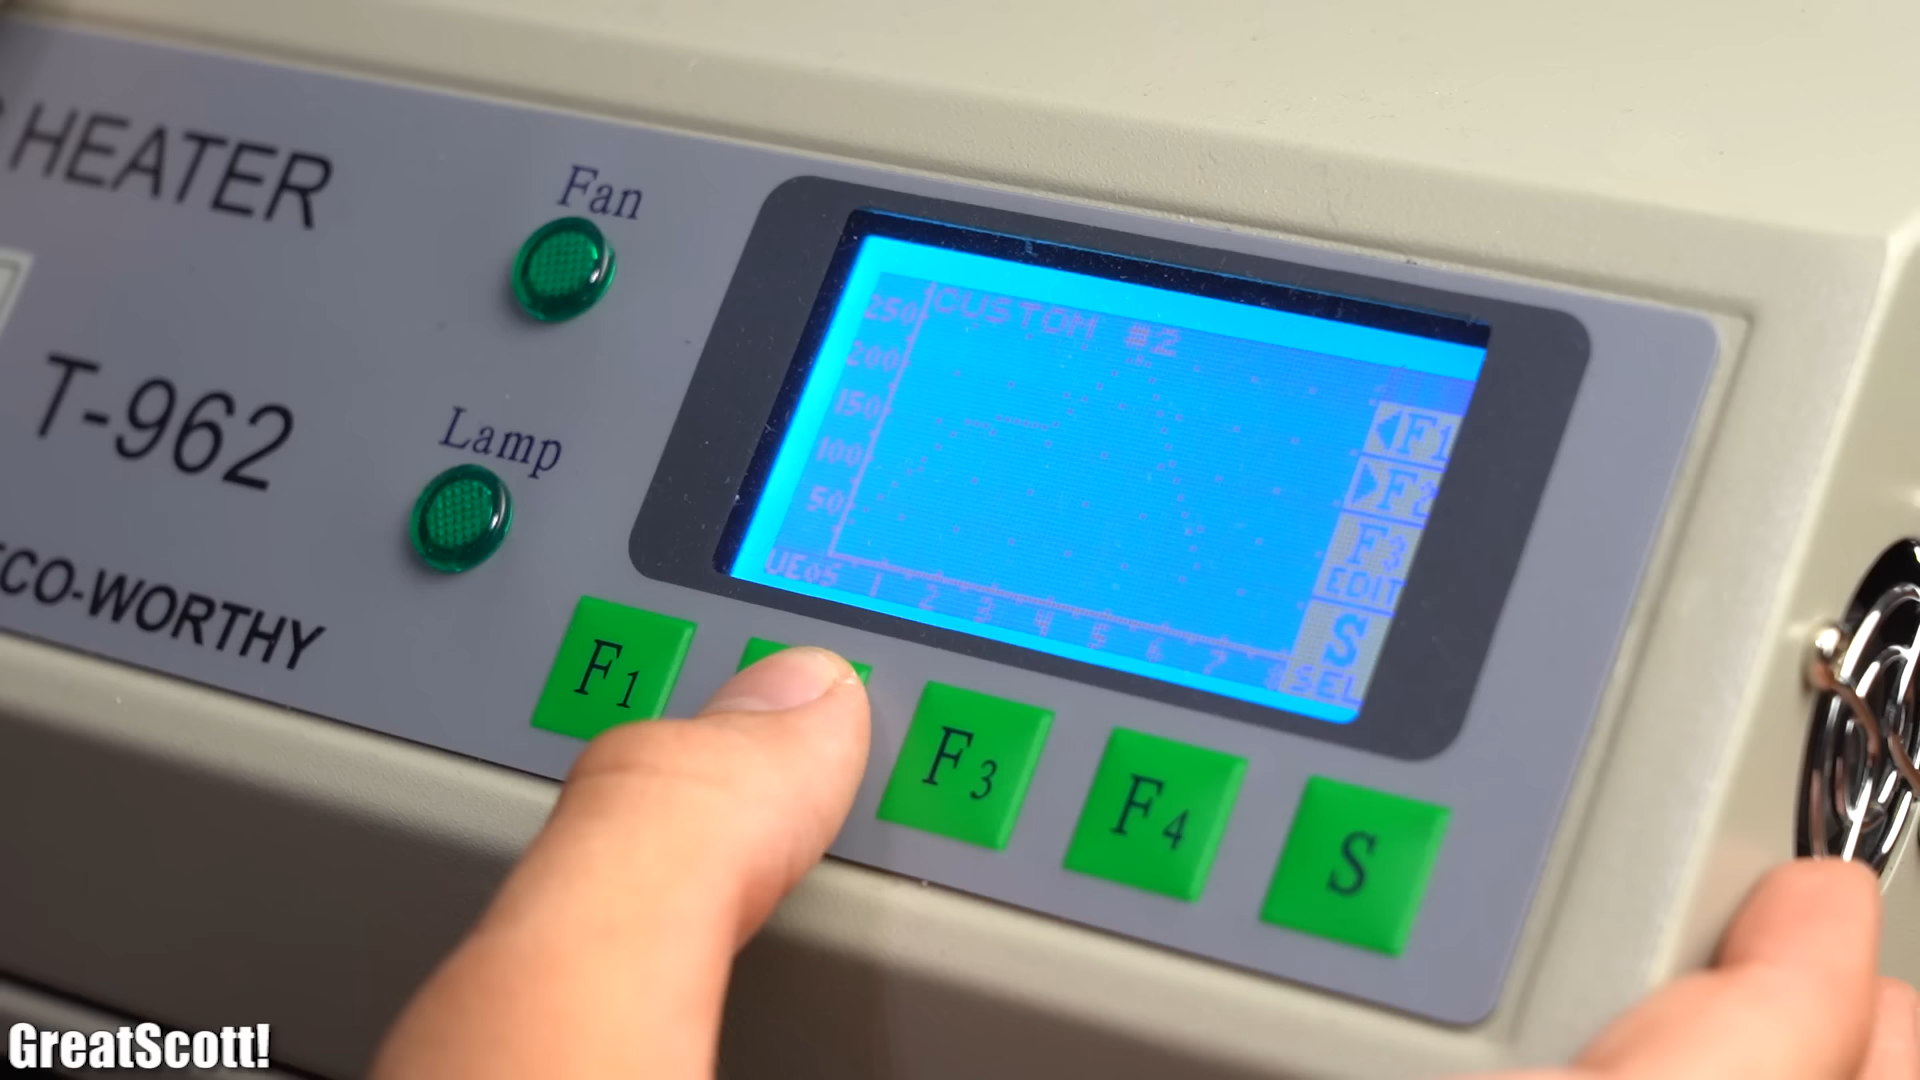 HEATER
T-962
CO-WORTHY
Fan
Lamp
CUSTOM #2
250
200
150
100
50
1 2 3 4 5 6 7 8
F1
F2
F3
EDIT
S
SEL
F1
F3
F4
S
GreatScott!